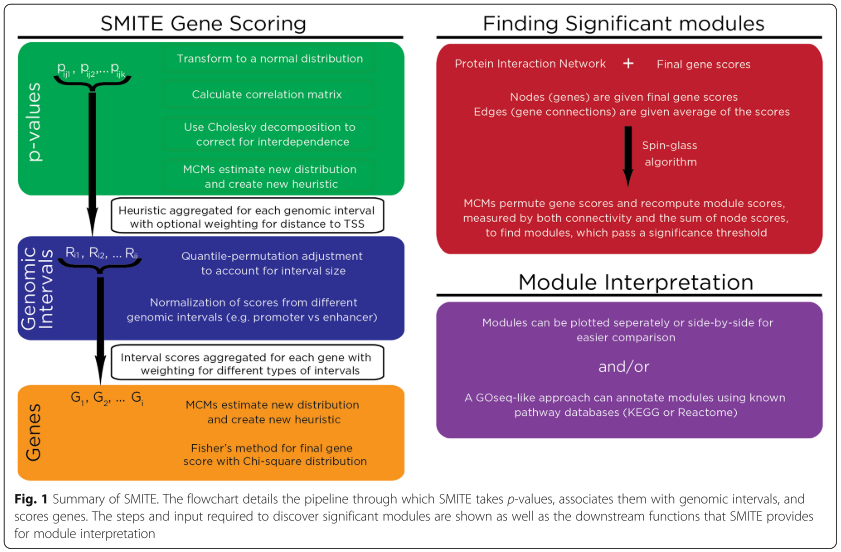 SMITE Gene Scoring
p-values
pij1, pij2,... pijk
Transform to a normal distribution
Calculate correlation matrix
Use Cholesky decomposition to
correct for interdependence
MCMs estimate new distribution
and create new heuristic
Heuristic aggregated for each genomic interval
with optional weighting for distance to TSS
Genomic
Intervals
Ri1, Ri2, ... Rij
Quantile-permutation adjustment
to account for interval size
Normalization of scores from different
genomic intervals (e.g. promoter vs enhancer)
Interval scores aggregated for each gene with
weighting for different types of intervals
Genes
G1, G2, ... Gi
MCMs estimate new distribution
and create new heuristic
Fisher's method for final gene
score with Chi-square distribution
Finding Significant modules
Protein Interaction Network + Final gene scores
Nodes (genes) are given final gene scores
Edges (gene connections) are given average of the scores
Spin-glass
algorithm
MCMs permute gene scores and recompute module scores,
measured by both connectivity and the sum of node scores,
to find modules, which pass a significance threshold
Module Interpretation
Modules can be plotted seperately or side-by-side for
easier comparison
and/or
A GOseq-like approach can annotate modules using known
pathway databases (KEGG or Reactome)
Fig. 1 Summary of SMITE. The flowchart details the pipeline through which SMITE takes p-values, associates them with genomic intervals, and
scores genes. The steps and input required to discover significant modules are shown as well as the downstream functions that SMITE provides
for module interpretation